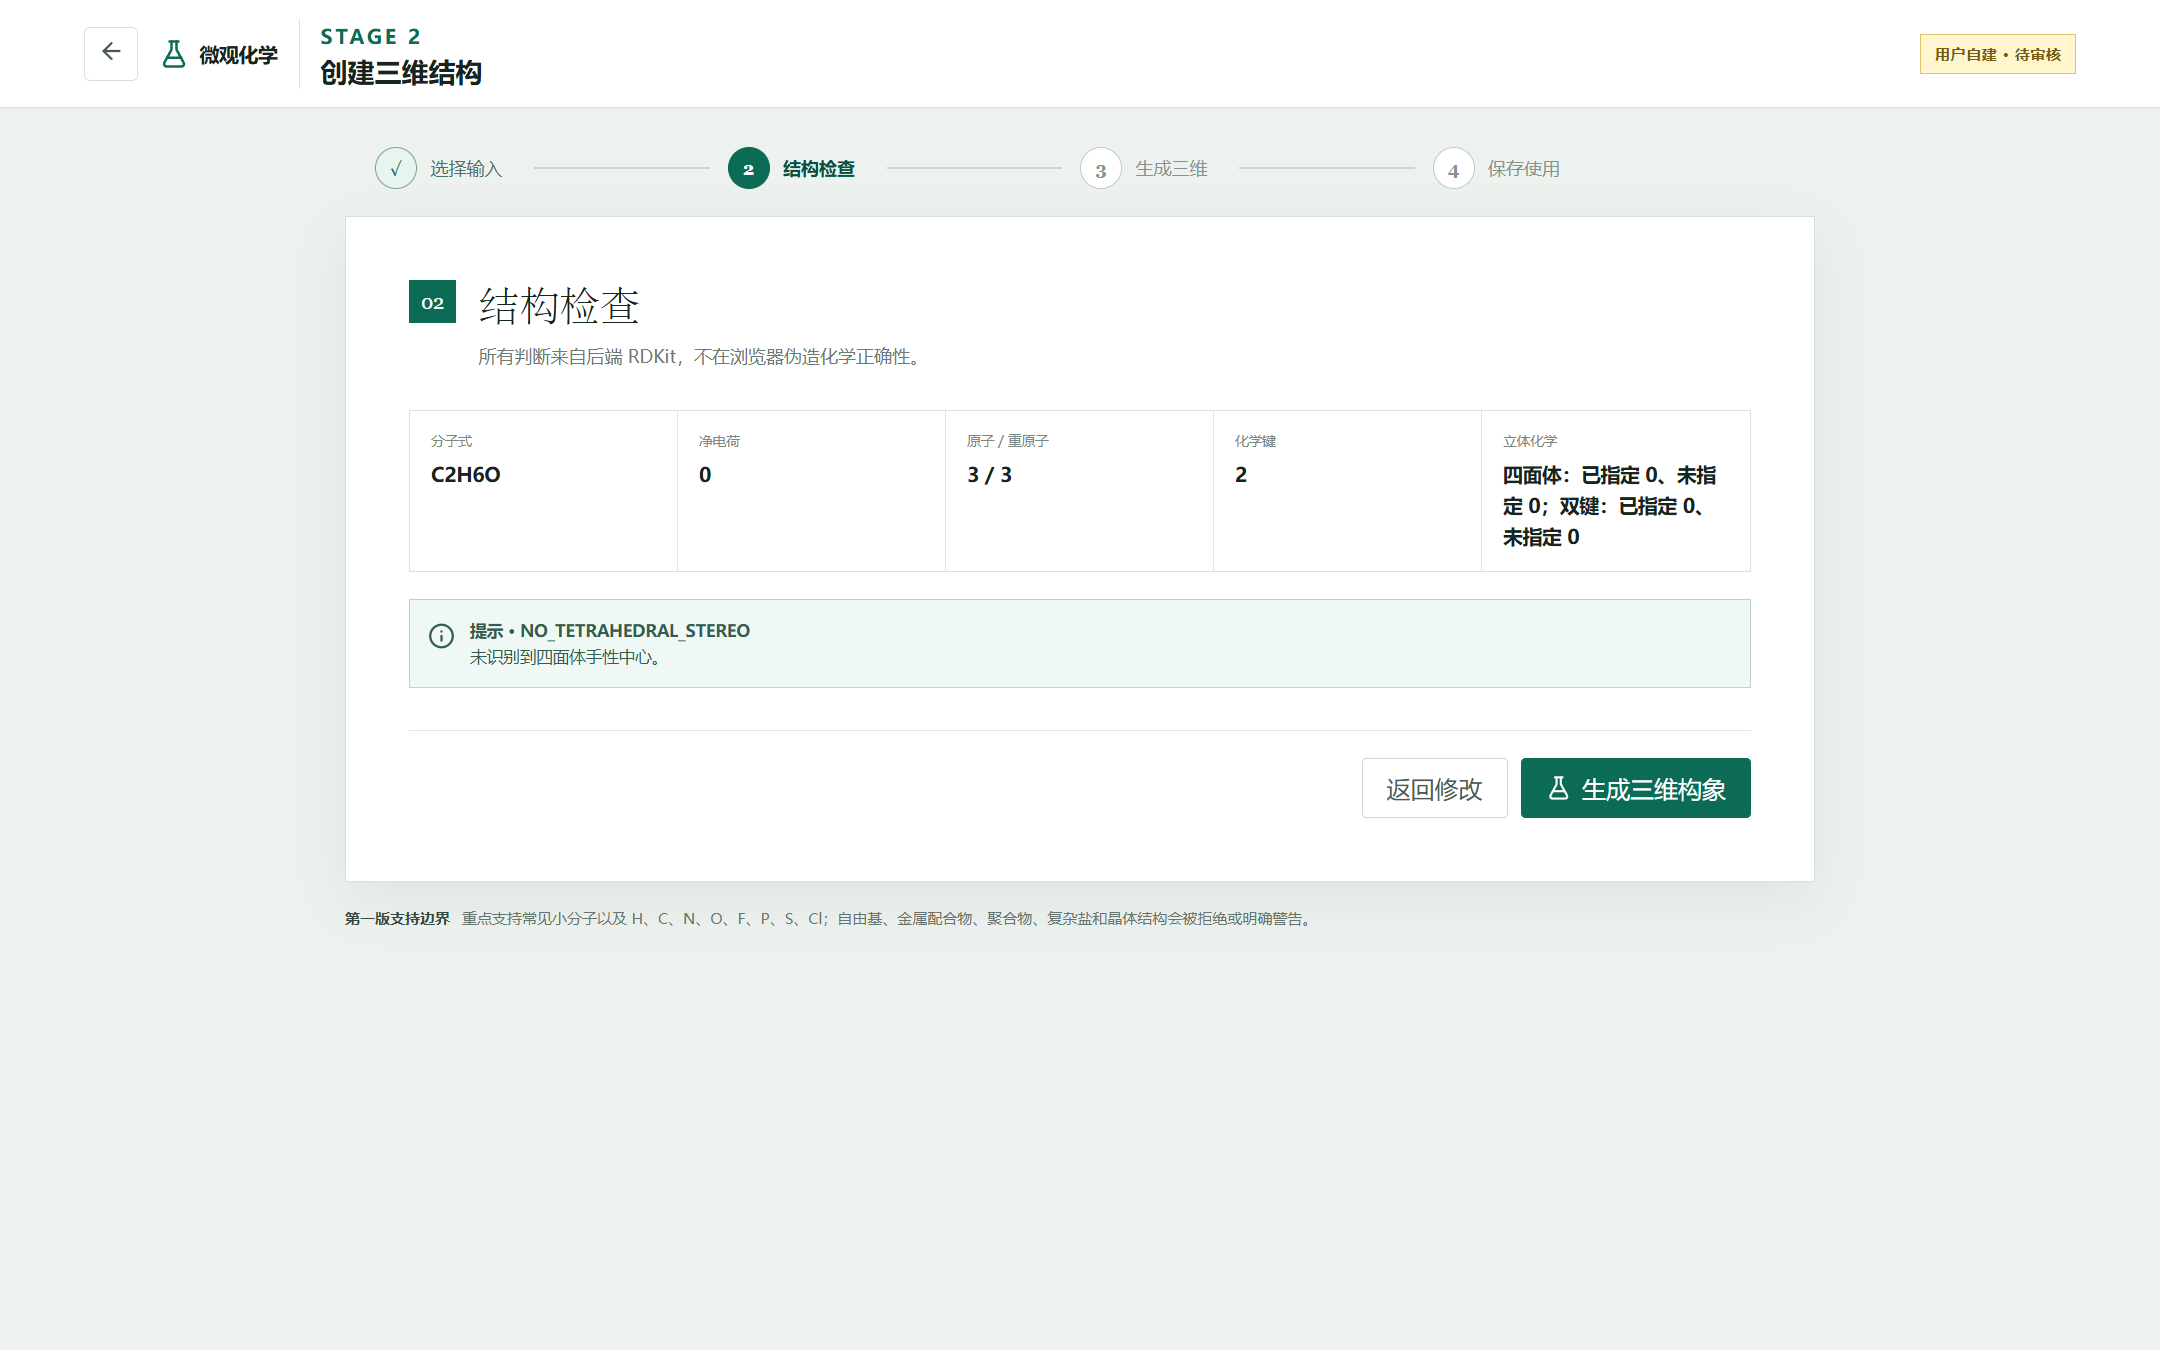 微观化学
STAGE 2
创建三维结构
用户自建 • 待审核
✓ 选择输入
2 结构检查
3 生成三维
4 保存使用
02 结构检查
所有判断来自后端 RDKit，不在浏览器伪造化学正确性。
分子式
C2H6O
净电荷
0
原子 / 重原子
3 / 3
化学键
2
立体化学
四面体：已指定 0、未指
定 0；双键：已指定 0、
未指定 0
提示 • NO_TETRAHEDRAL_STEREO
未识别到四面体手性中心。
返回修改
生成三维构象
第一版支持边界 重点支持常见小分子以及 H、C、N、O、F、P、S、Cl；自由基、金属配合物、聚合物、复杂盐和晶体结构会被拒绝或明确警告。